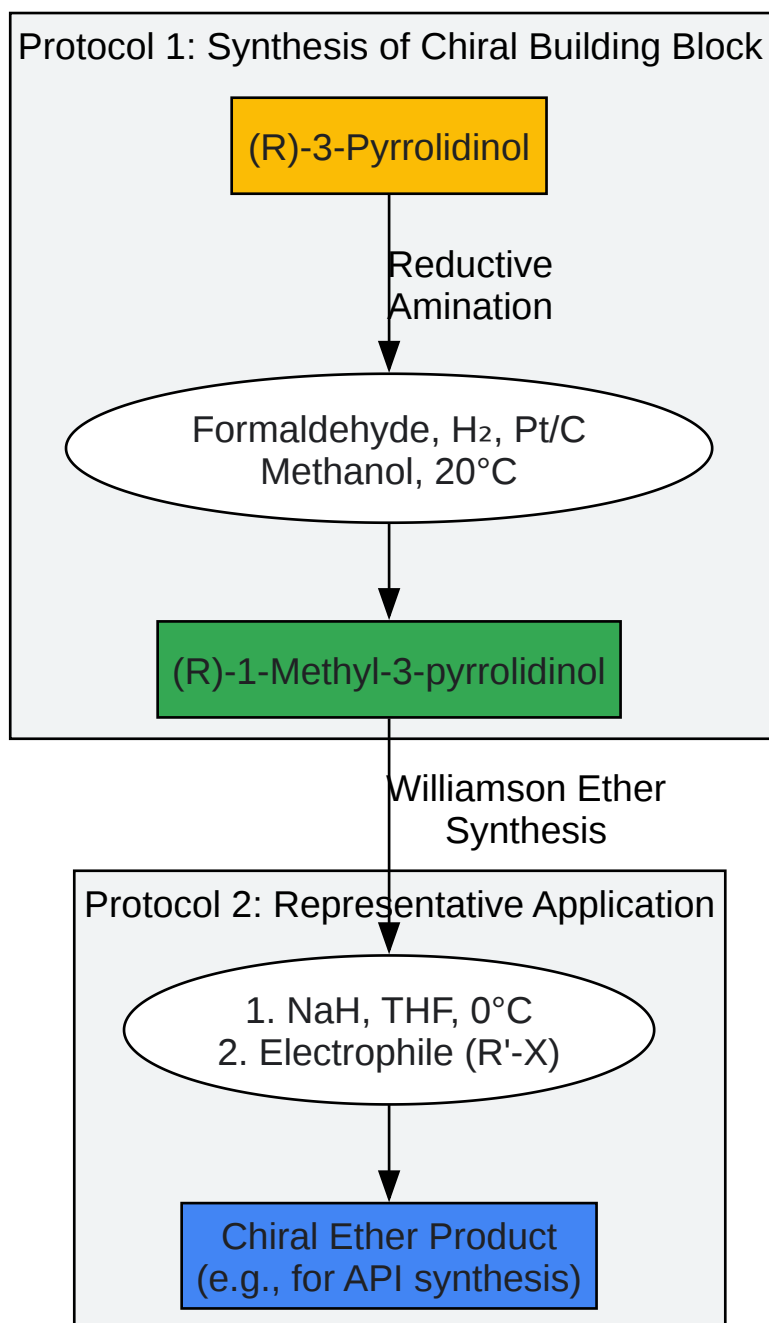 Protocol 1: Synthesis of Chiral Building Block
(R)-3-Pyrrolidinol
Reductive
Amination
Formaldehyde, H₂, Pt/C
Methanol, 20°C
(R)-1-Methyl-3-pyrrolidinol
Williamson Ether
Synthesis
Protocol 2: Representative Application
1. NaH, THF, 0°C
2. Electrophile (R'-X)
Chiral Ether Product
(e.g., for API synthesis)